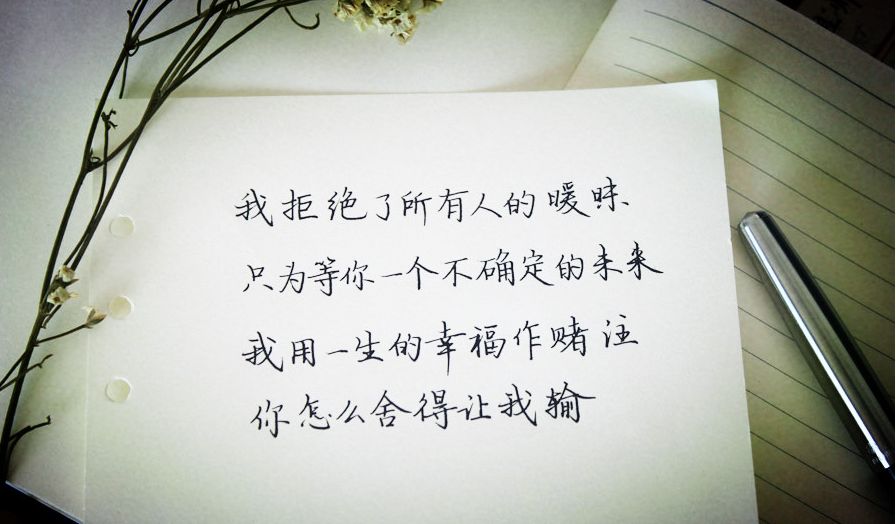 我拒绝了所有人的暧昧
只为等你一个不确定的未来
我用一生的幸福作赌注
你怎么舍得让我输